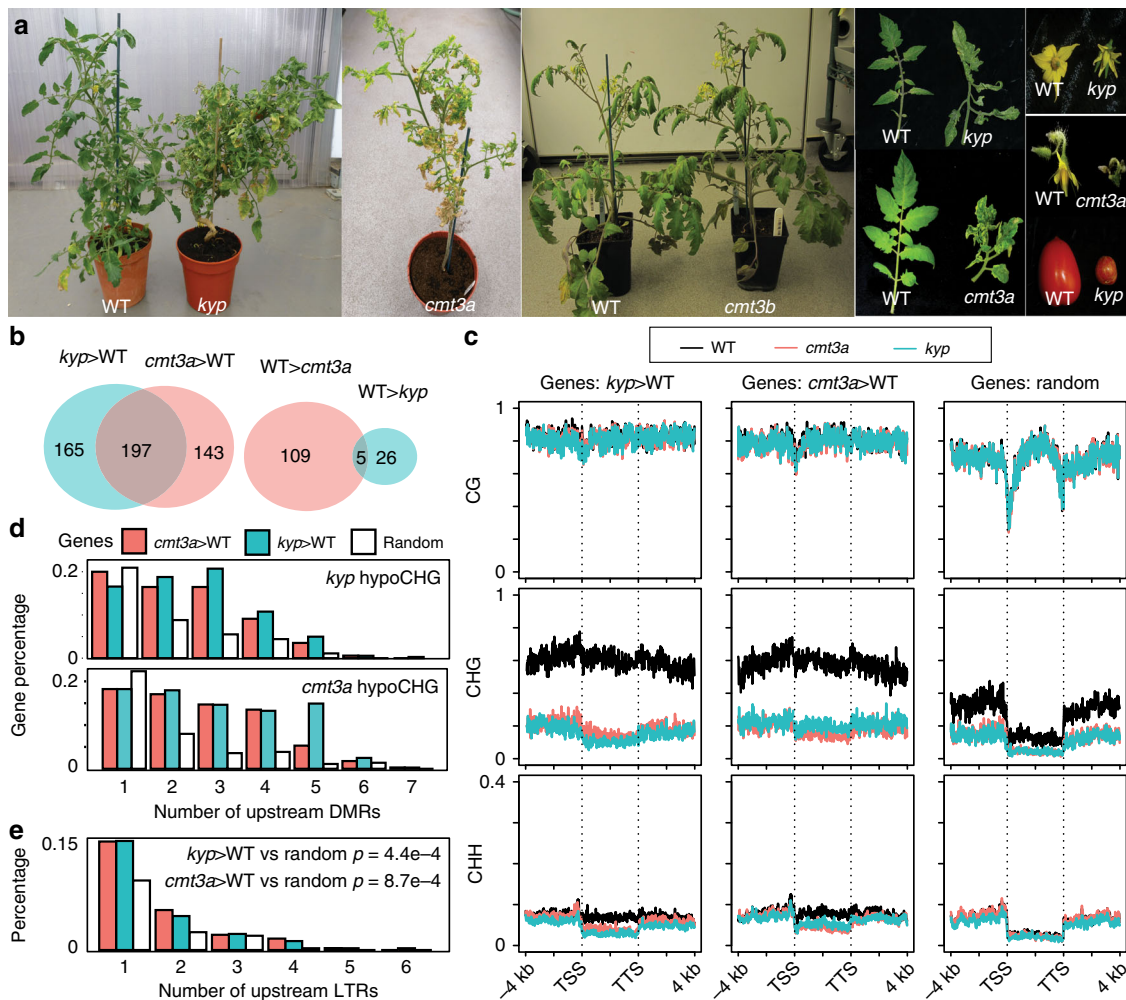 a
WT
kyp
cmt3a
WT
cmt3b
WT
kyp
WT
cmt3a
WT
kyp
WT
cmt3a
WT
kyp
b
kyp>WT
cmt3a>WT
165
197
143
WT>cmt3a
WT>kyp
109
5
26
c
WT
cmt3a
kyp
Genes: kyp>WT
Genes: cmt3a>WT
Genes: random
1
CG
0
1
CHG
0
0.4
CHH
0
–4 kb
TSS
TTS
4 kb
–4 kb
TSS
TTS
4 kb
–4 kb
TSS
TTS
4 kb
d
Genes
cmt3a>WT
kyp>WT
Random
Gene percentage
0.2
0
kyp hypoCHG
0.2
0
cmt3a hypoCHG
1 2 3 4 5 6 7
Number of upstream DMRs
e
Percentage
0.15
0
kyp>WT vs random p = 4.4e–4
cmt3a>WT vs random p = 8.7e–4
1 2 3 4 5 6
Number of upstream LTRs